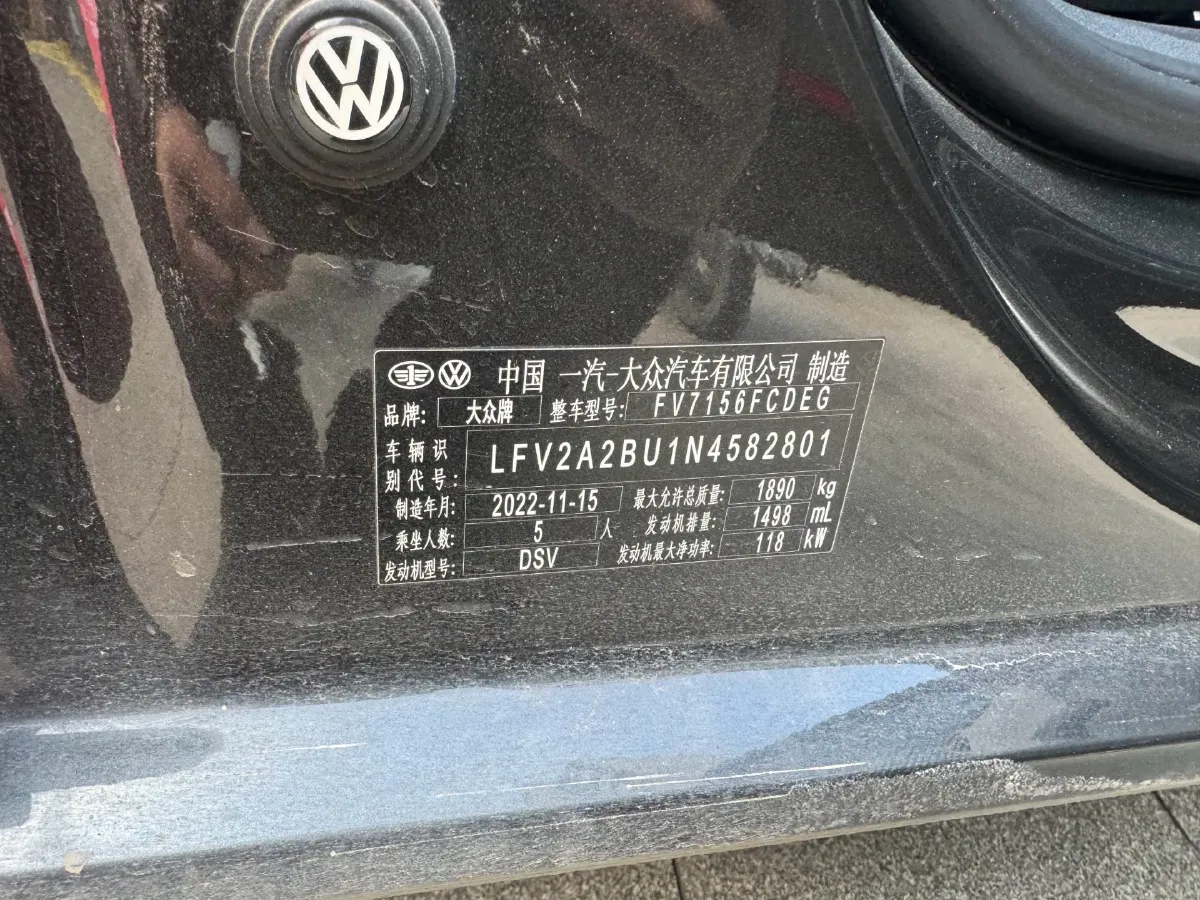 中国 一汽-大众汽车有限公司 制造
品牌: 大众牌 整车型号: FV7156FCDEG
车辆识别代号: LFV2A2BU1N4582801
制造年月: 2022-11-15 最大允许总质量: 1890 kg
乘坐人数: 5 人 发动机排量: 1498 mL
发动机型号: DSV 发动机最大净功率: 118 kW